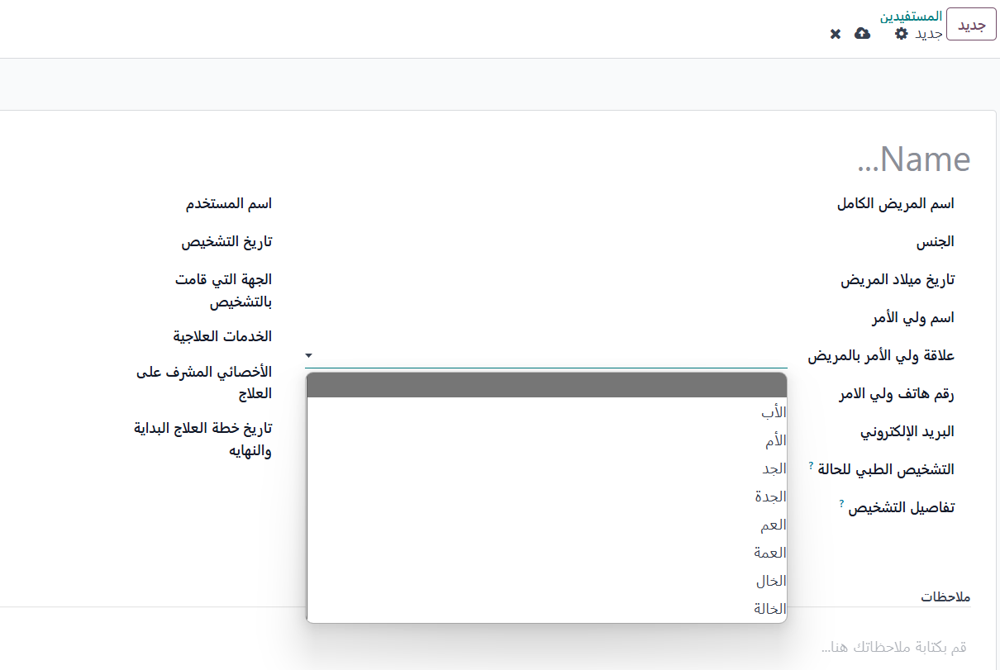 جديد
المستفيدين
جديد
Name...
اسم المريض الكامل
الجنس
تاريخ ميلاد المريض
اسم ولي الأمر
علاقة ولي الأمر بالمريض
رقم هاتف ولي الامر
البريد الإلكتروني
التشخيص الطبي للحالة ?
تفاصيل التشخيص ?
الأب
الأم
الجد
الجدة
العم
العمة
الخال
الخالة
اسم المستخدم
تاريخ التشخيص
الجهة التي قامت
بالتشخيص
الخدمات العلاجية
الأخصائي المشرف على
العلاج
تاريخ خطة العلاج البداية
والنهايه
ملاحظات
قم بكتابة ملاحظاتك هنا...